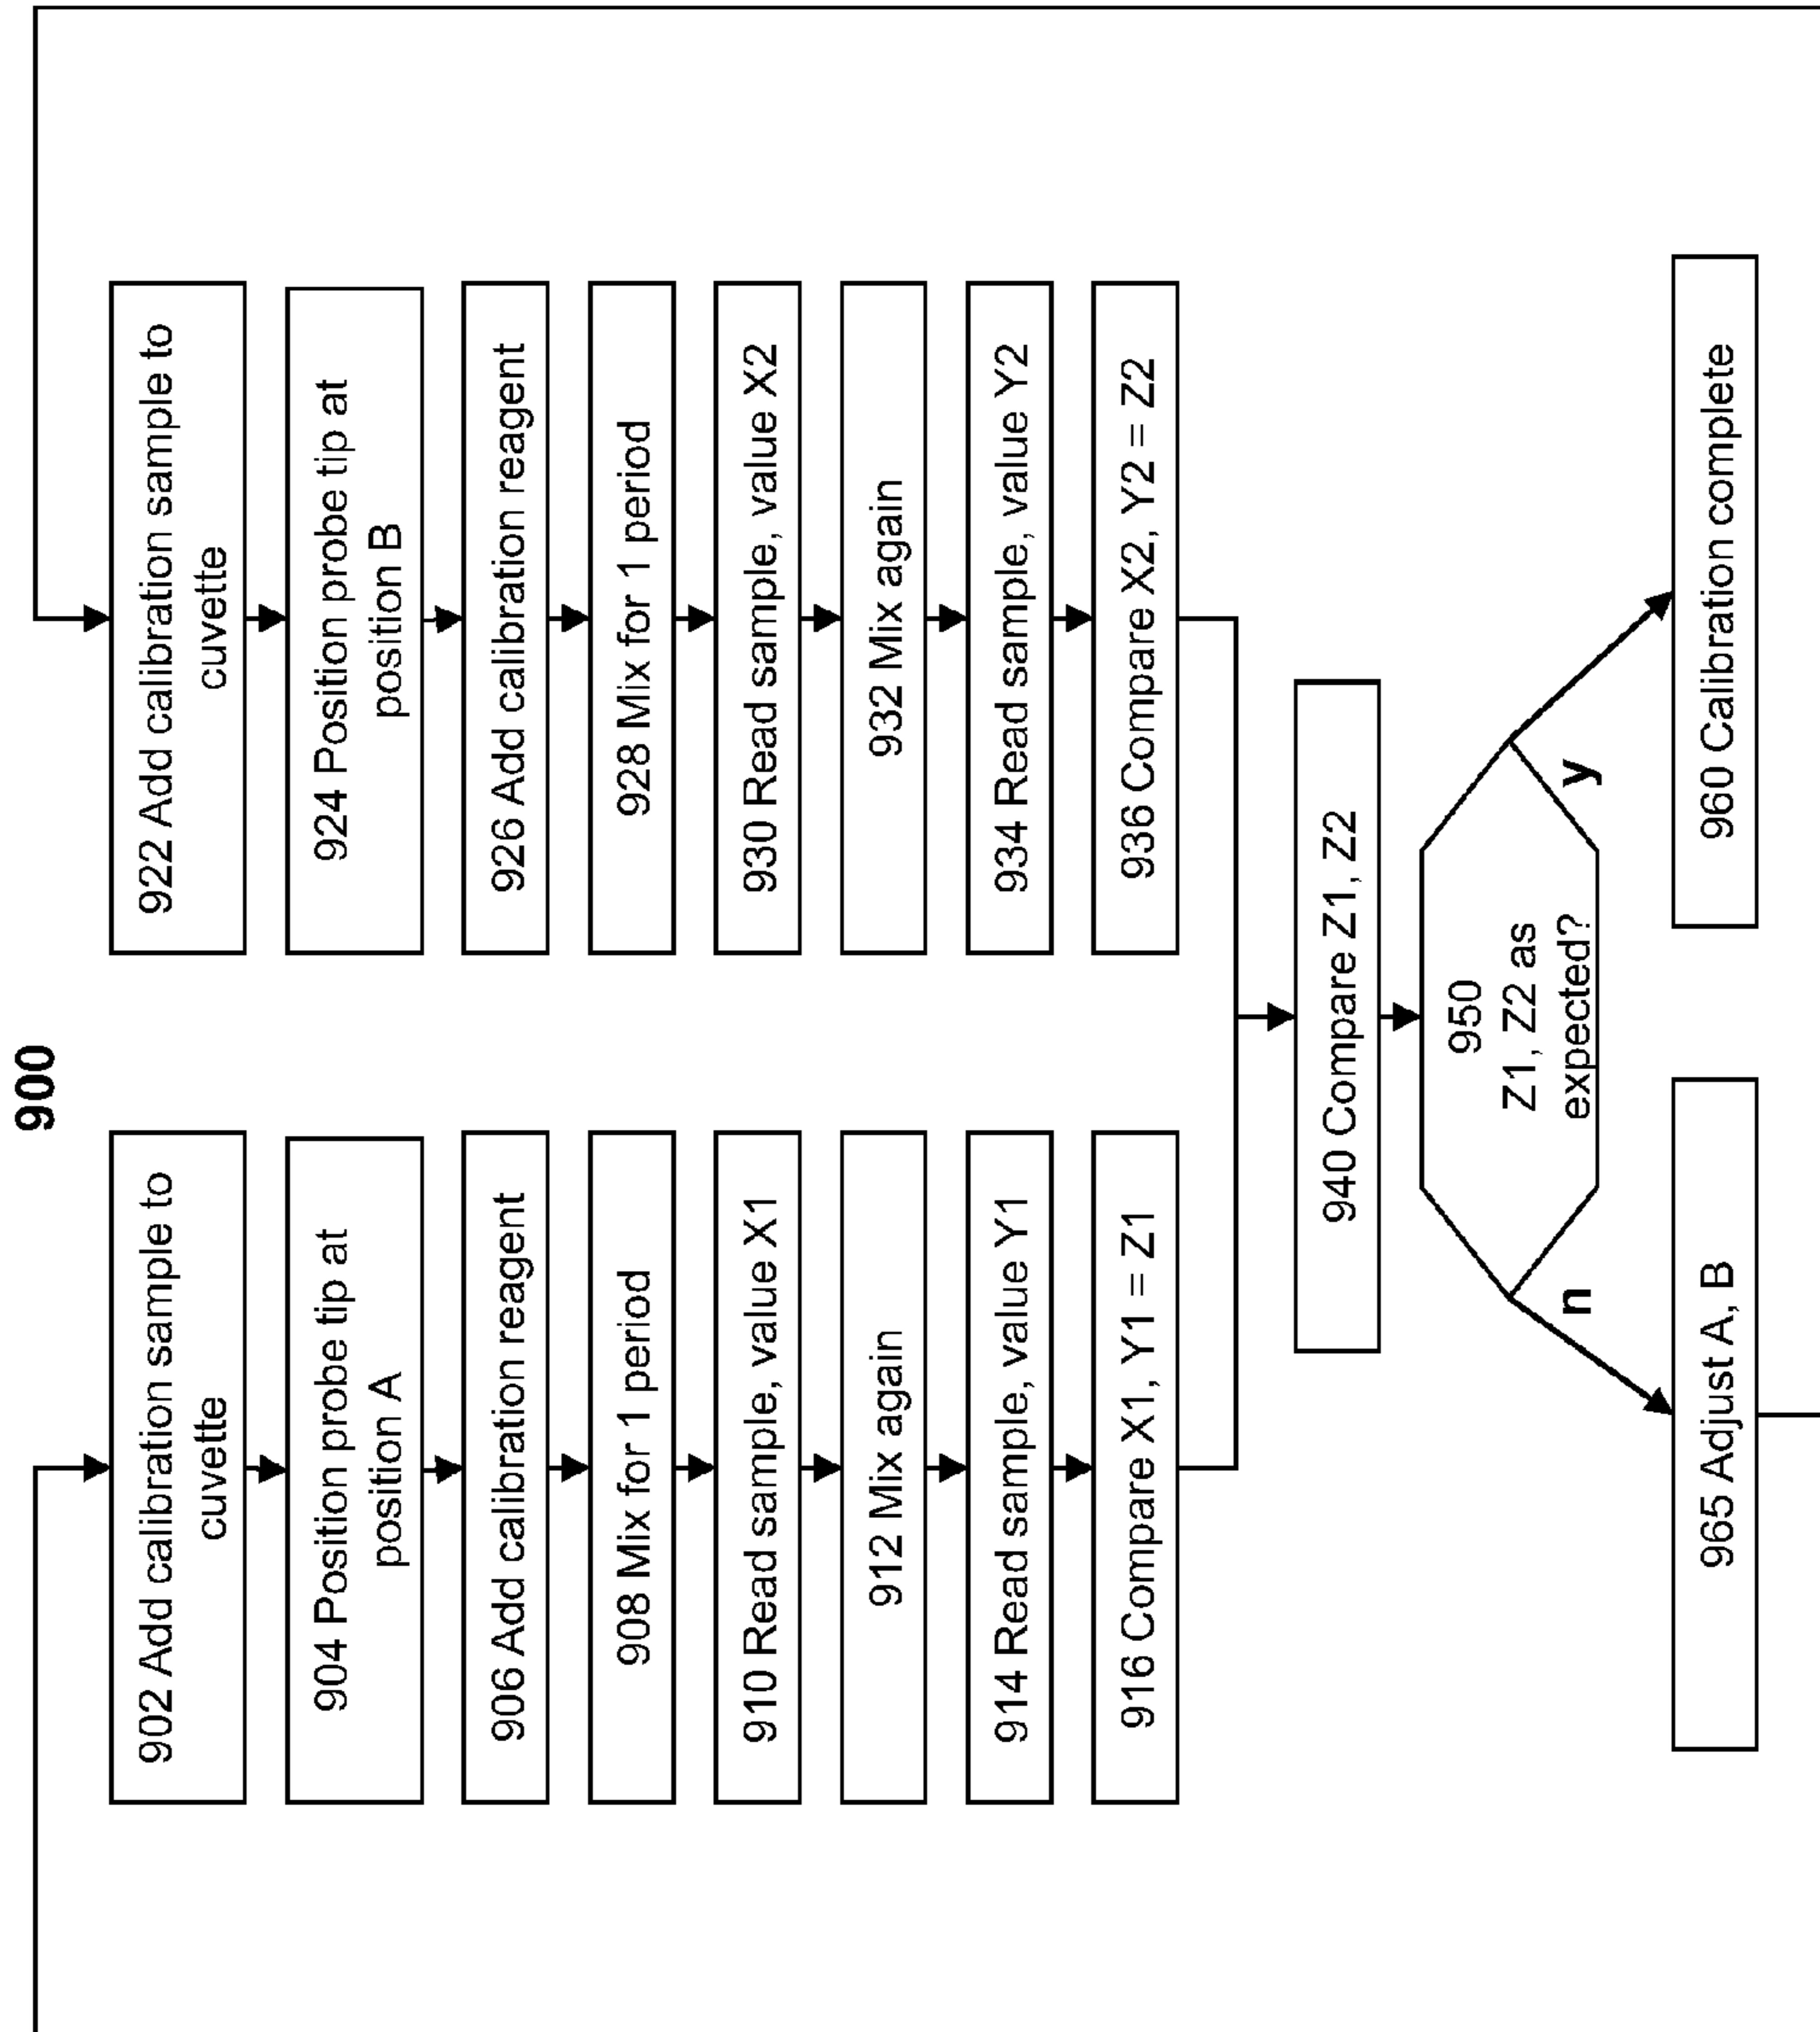 900
902 Add calibration sample to
cuvette
904 Position probe tip at
position A
906 Add calibration reagent
908 Mix for 1 period
910 Read sample, value X1
912 Mix again
914 Read sample, value Y1
916 Compare X1, Y1 = Z1
922 Add calibration sample to
cuvette
924 Position probe tip at
position B
926 Add calibration reagent
928 Mix for 1 period
930 Read sample, value X2
932 Mix again
934 Read sample, value Y2
936 Compare X2, Y2 = Z2
940 Compare Z1, Z2
950
Z1, Z2 as
expected?
n
y
965 Adjust A, B
960 Calibration complete